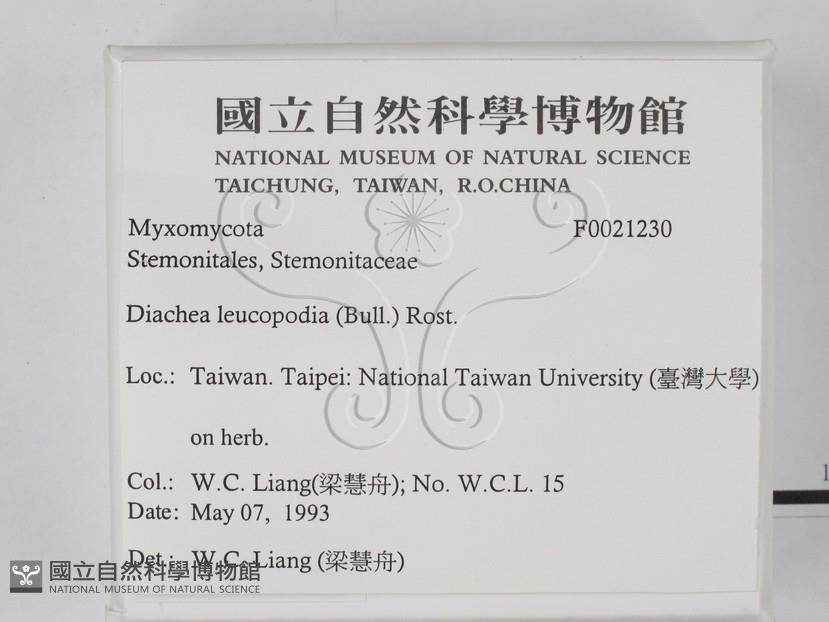 國立自然科學博物館
NATIONAL MUSEUM OF NATURAL SCIENCE
TAICHUNG, TAIWAN, R.O.CHINA
Myxomycota F0021230
Stemonitales, Stemonitaceae
Diachea leucopodia (Bull.) Rost.
Loc.: Taiwan. Taipei: National Taiwan University (臺灣大學)
on herb.
Col.: W.C. Liang(梁慧舟); No. W.C.L. 15
Date: May 07, 1993
Det.: W.C. Liang (梁慧舟)
國立自然科學博物館
NATIONAL MUSEUM OF NATURAL SCIENCE